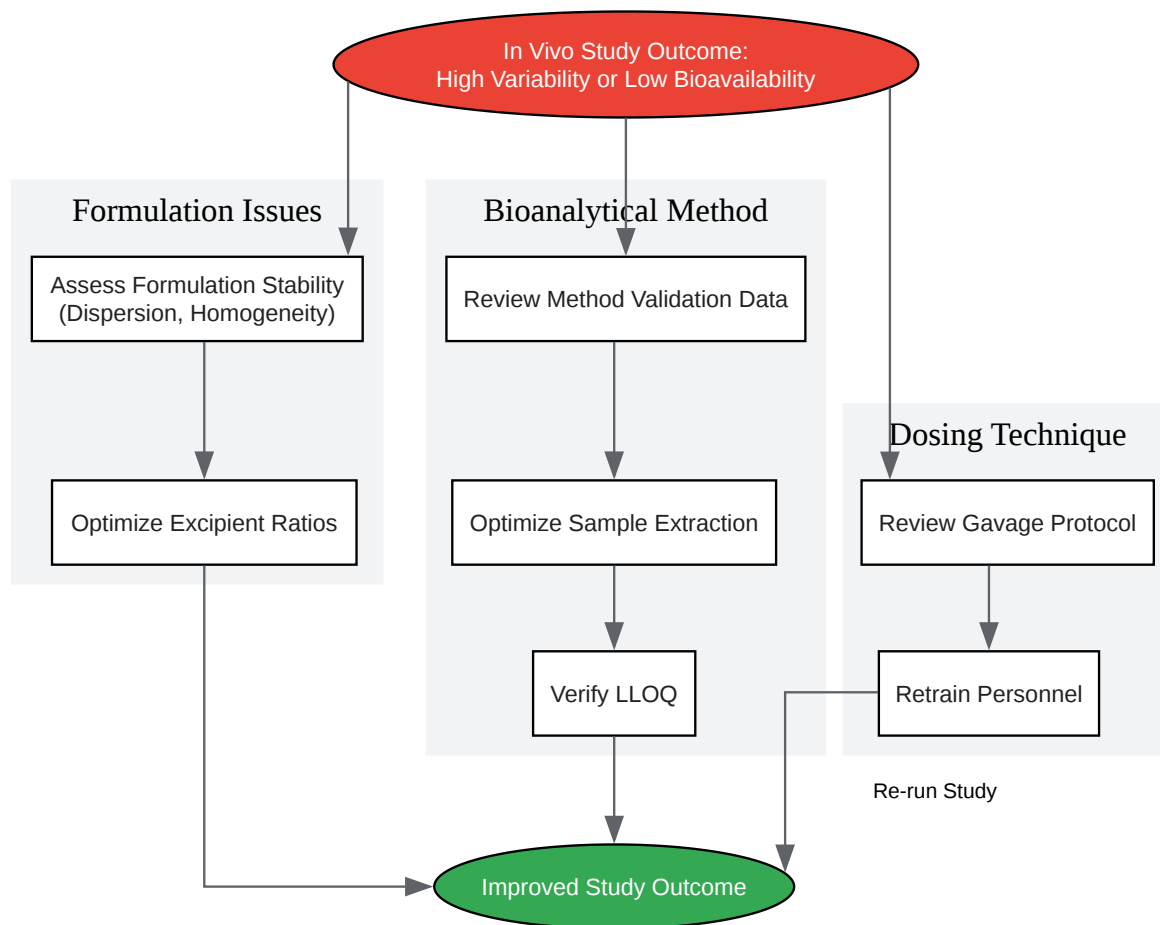 In Vivo Study Outcome:
High Variability or Low Bioavailability
Formulation Issues
Assess Formulation Stability
(Dispersion, Homogeneity)
Optimize Excipient Ratios
Bioanalytical Method
Review Method Validation Data
Optimize Sample Extraction
Verify LLOQ
Dosing Technique
Review Gavage Protocol
Retrain Personnel
Re-run Study
Improved Study Outcome